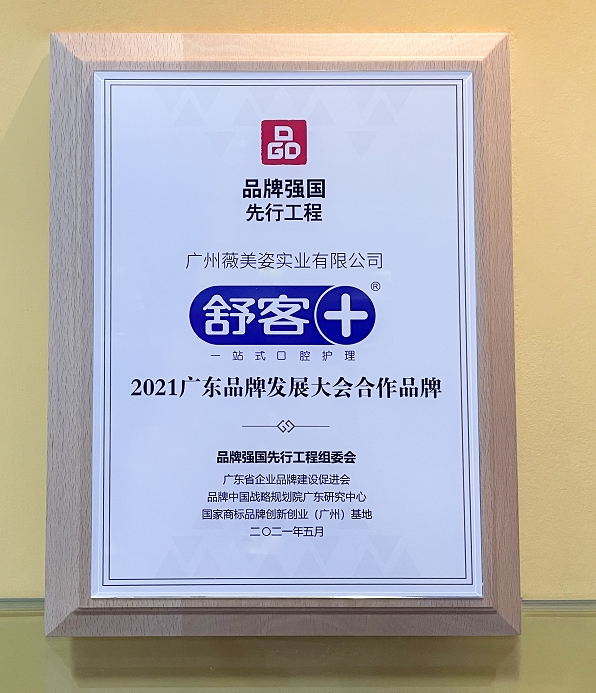 DGD
品牌强国
先行工程
广州薇美姿实业有限公司
舒客+®
一站式口腔护理
2021广东品牌发展大会合作品牌
品牌强国先行工程组委会
广东省企业品牌建设促进会
品牌中国战略规划院广东研究中心
国家商标品牌创新创业（广州）基地
二〇二一年五月